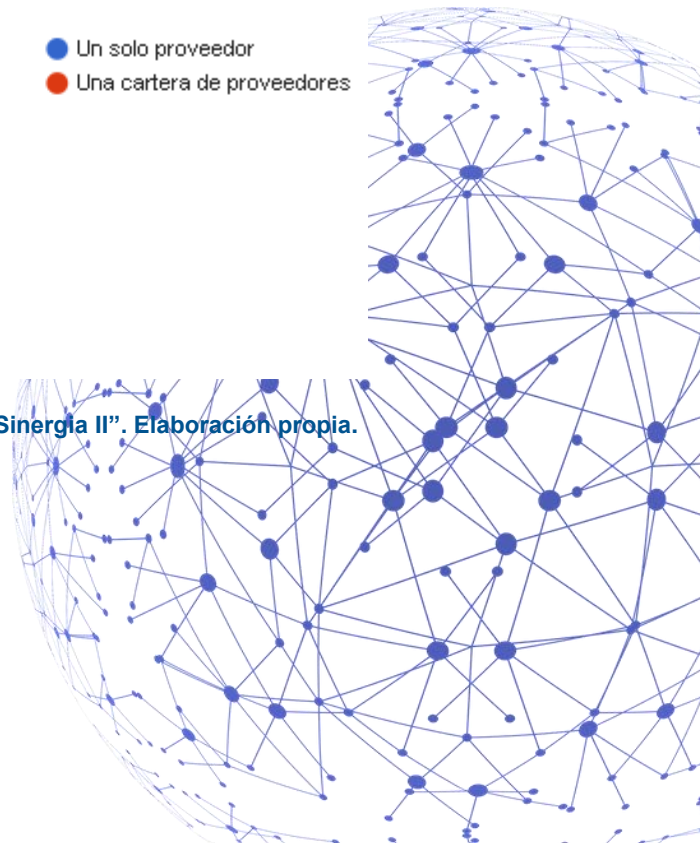 Un solo proveedor
Una cartera de proveedores
Sinergia II”. Elaboración propia.